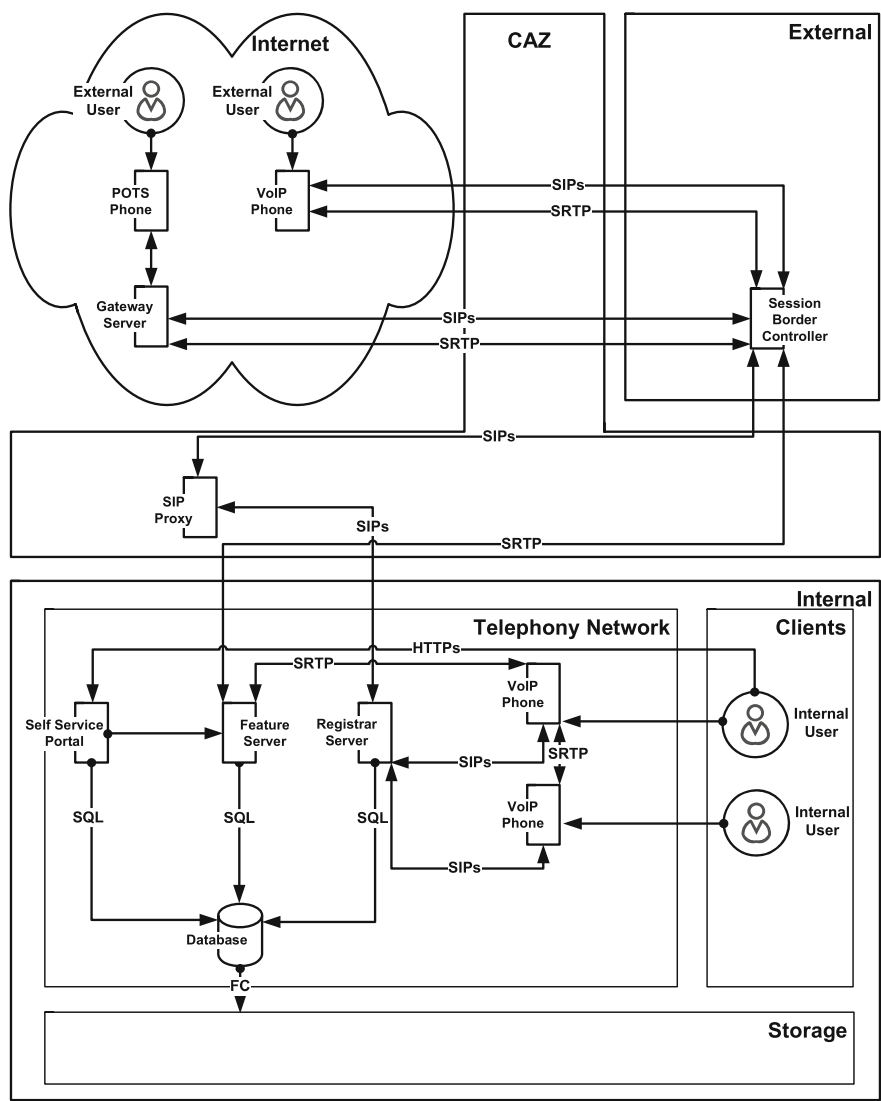 Internet
CAZ
External
External
User
External
User
POTS
Phone
VoIP
Phone
SIPs
SRTP
Gateway
Server
SIPs
SRTP
Session
Border
Controller
SIPs
SIP
Proxy
SIPs
SRTP
Internal
Telephony Network
Clients
HTTPs
SRTP
VoIP
Phone
Self Service
Portal
Feature
Server
Registrar
Server
Internal
User
SIPs
SRTP
SQL
SQL
SQL
VoIP
Phone
Internal
User
SIPs
Database
FC
Storage